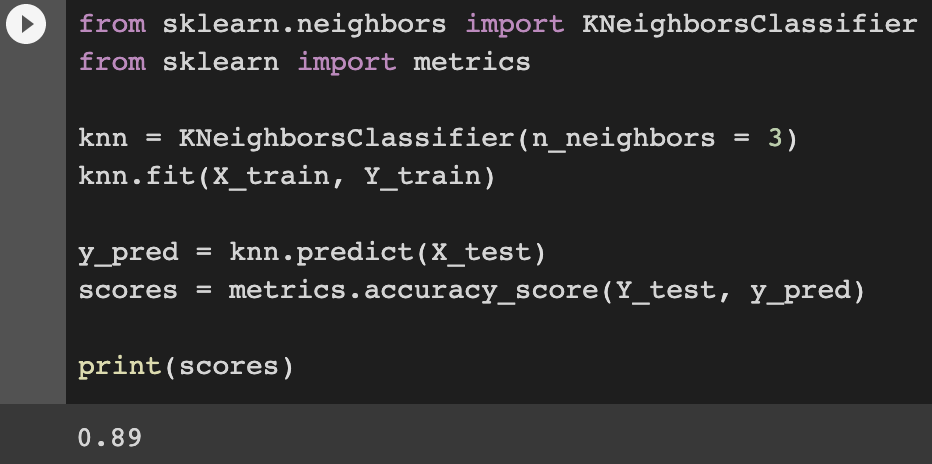 from sklearn.neighbors import KNeighborsClassifier
from sklearn import metrics
knn = KNeighborsClassifier(n_neighbors = 3)
knn.fit(X_train, Y_train)
y_pred = knn.predict(X_test)
scores = metrics.accuracy_score(Y_test, y_pred)
print(scores)
0.89